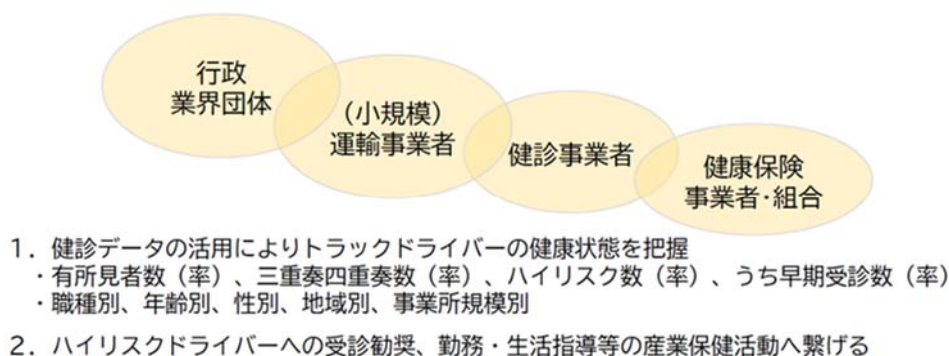 行政
業界団体
（小規模）
運輸事業者
健診事業者
健康保険
事業者･組合
1．健診データの活用によりトラックドライバーの健康状態を把握
・有所見者数（率）、三重奏四重奏数（率）、ハイリスク数（率）、うち早期受診数（率）
・職種別、年齢別、性別、地域別、事業所規模別
2．ハイリスクドライバーへの受診勧奨、勤務・生活指導等の産業保健活動へ繋げる